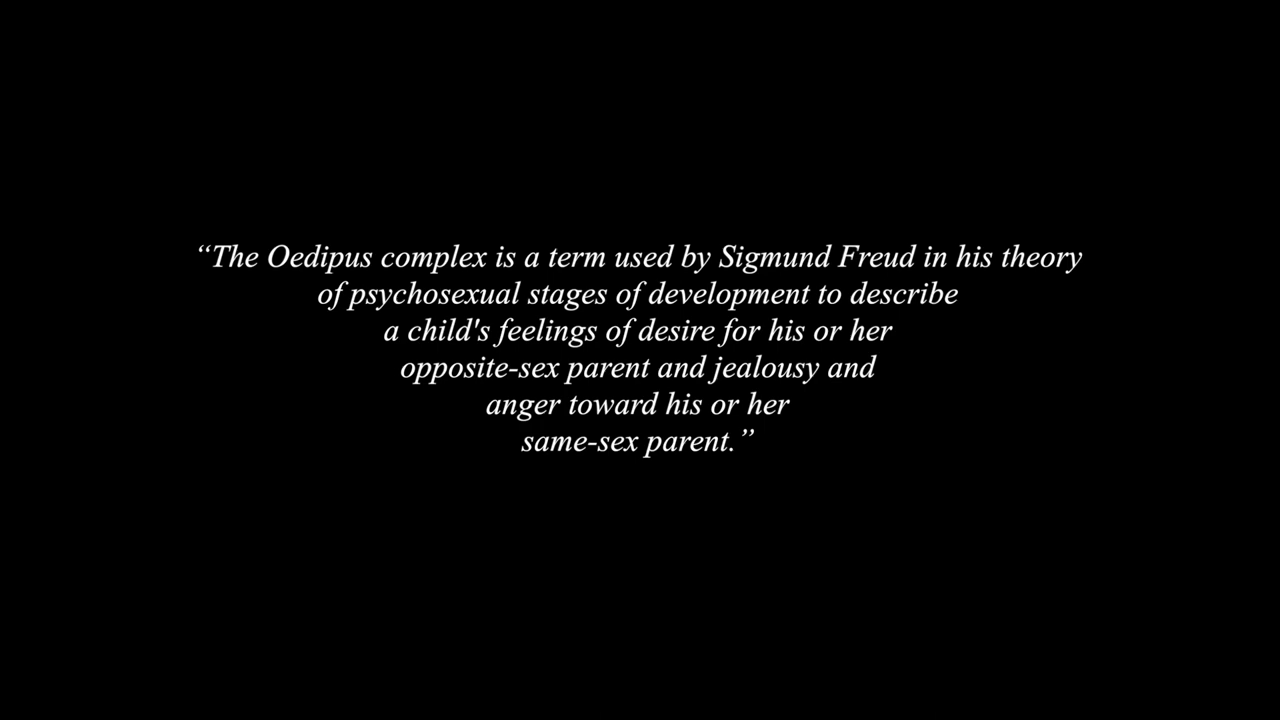 “The Oedipus complex is a term used by Sigmund Freud in his theory
of psychosexual stages of development to describe
a child's feelings of desire for his or her
opposite-sex parent and jealousy and
anger toward his or her
same-sex parent.”